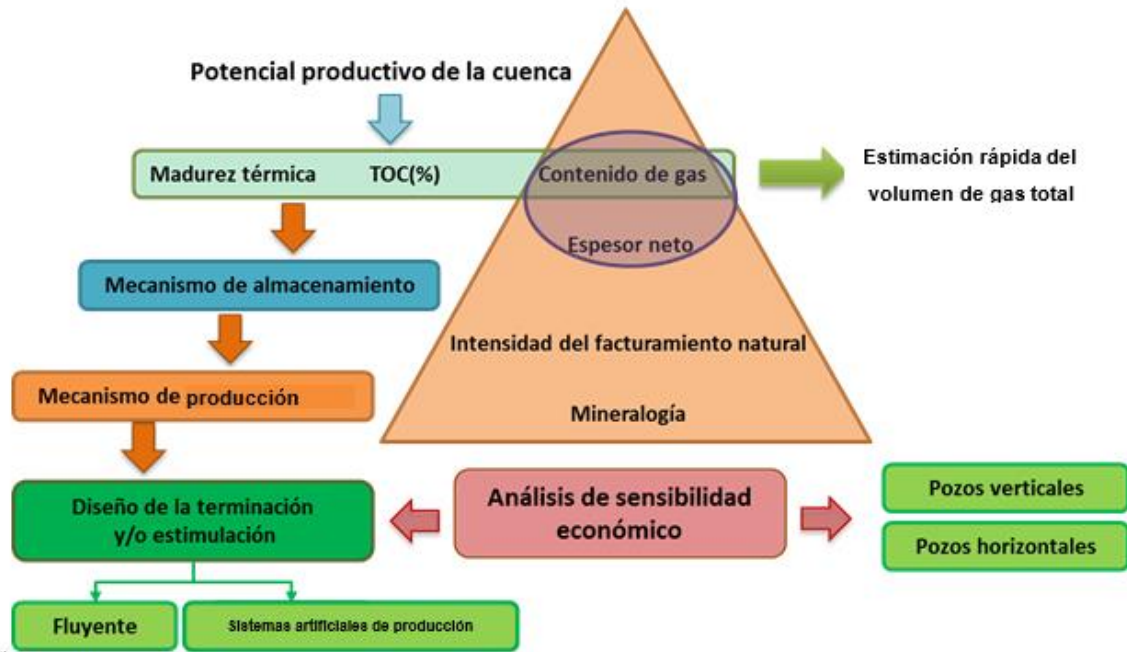 Potencial productivo de la cuenca
Madurez térmica
TOC(%)
Contenido de gas
Estimación rápida del
volumen de gas total
Espesor neto
Mecanismo de almacenamiento
Intensidad del facturamiento natural
Mecanismo de producción
Mineralogía
Diseño de la terminación
y/o estimulación
Análisis de sensibilidad
económico
Pozos verticales
Pozos horizontales
Fluyente
Sistemas artificiales de producción